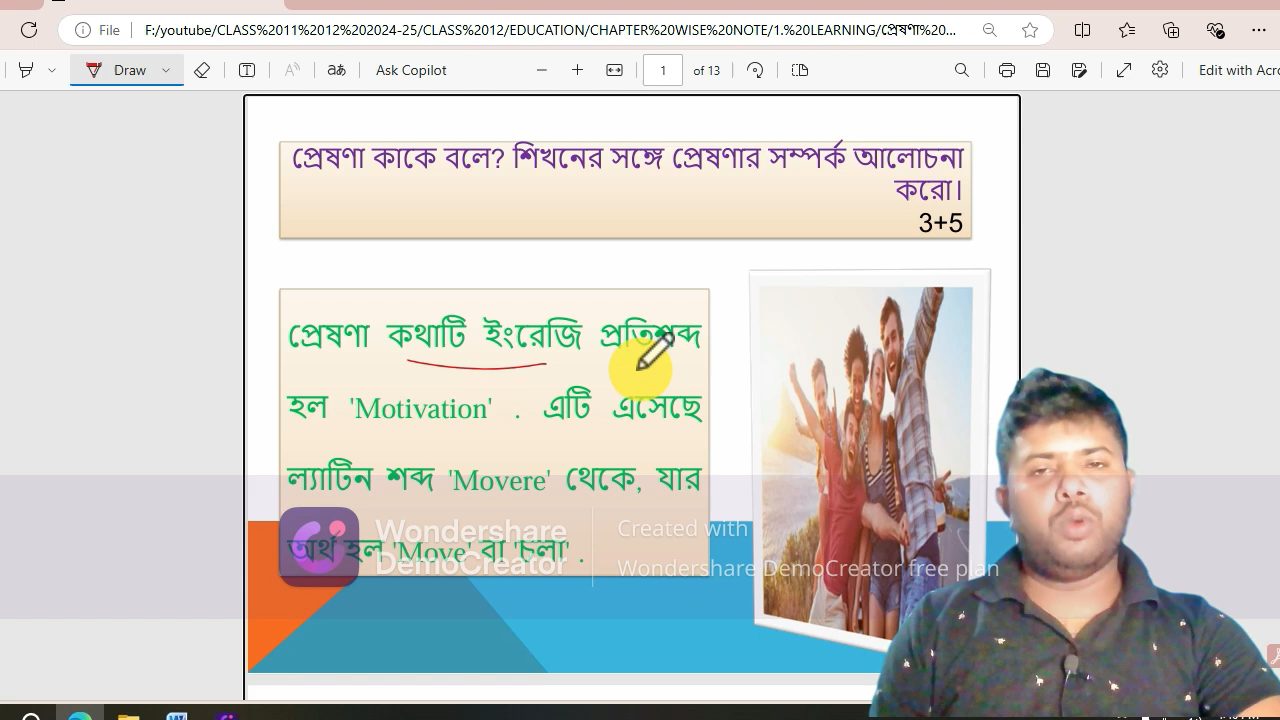 File
F:/youtube/CLASS%2011%2012%202024-25/CLASS%2012/EDUCATION/CHAPTER%20WISE%20NOTE/1.%20LEARNING/প্রেষণা%20...
Draw
Ask Copilot
1 of 13
Edit with Acro
প্রেষণা কাকে বলে? শিখনের সঙ্গে প্রেষণার সম্পর্ক আলোচনা
করো।
3+5
প্রেষণা কথাটি ইংরেজি প্রতিশব্দ
হল 'Motivation' . এটি এসেছে
ল্যাটিন শব্দ 'Movere' থেকে, যার
অর্থ হল 'Move' বা 'চলা' .
Wondershare
DemoCreator
Created with
Wondershare DemoCreator free plan